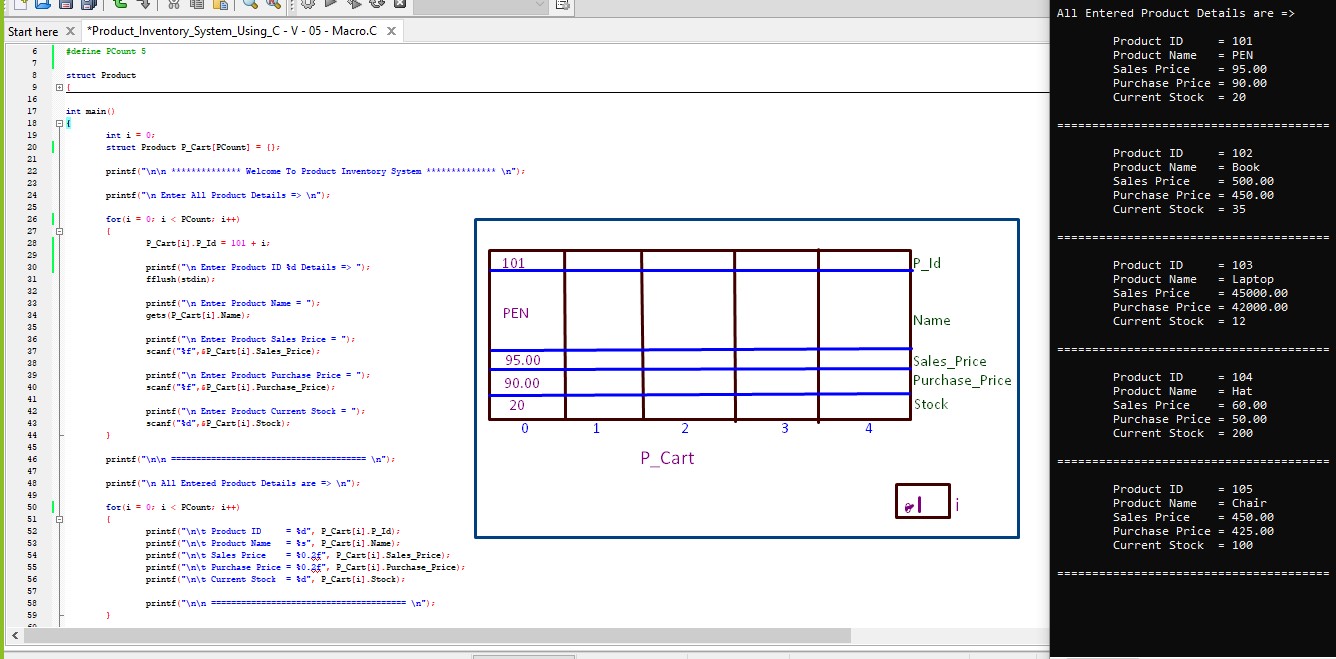 Start here
*Product_Inventory_System_Using_C - V - 05 - Macro.C
6 #define PCount 5
7
8 struct Product
9 {
16
17 int main()
18 {
19 int i = 0;
20 struct Product P_Cart[PCount] = {};
21
22 printf("\n\n ************** Welcome To Product Inventory System ************** \n");
23
24 printf("\n Enter All Product Details => \n");
25
26 for(i = 0; i < PCount; i++)
27 {
28 P_Cart[i].P_Id = 101 + i;
29
30 printf("\n Enter Product ID %d Details => ");
31 fflush(stdin);
32
33 printf("\n Enter Product Name = ");
34 gets(P_Cart[i].Name);
35
36 printf("\n Enter Product Sales Price = ");
37 scanf("%f",&P_Cart[i].Sales_Price);
38
39 printf("\n Enter Product Purchase Price = ");
40 scanf("%f",&P_Cart[i].Purchase_Price);
41
42 printf("\n Enter Product Current Stock = ");
43 scanf("%d",&P_Cart[i].Stock);
44 }
45
46 printf("\n\n ======================================= \n");
47
48 printf("\n All Entered Product Details are => \n");
49
50 for(i = 0; i < PCount; i++)
51 {
52 printf("\n\t Product ID = %d", P_Cart[i].P_Id);
53 printf("\n\t Product Name = %s", P_Cart[i].Name);
54 printf("\n\t Sales Price = %0.2f", P_Cart[i].Sales_Price);
55 printf("\n\t Purchase Price = %0.2f", P_Cart[i].Purchase_Price);
56 printf("\n\t Current Stock = %d", P_Cart[i].Stock);
57
58 printf("\n\n ======================================= \n");
59 }
101 P_Id
PEN
Name
95.00 Sales_Price
90.00 Purchase_Price
20 Stock
0 1 2 3 4
P_Cart
1 i
All Entered Product Details are =>
Product ID = 101
Product Name = PEN
Sales Price = 95.00
Purchase Price = 90.00
Current Stock = 20
=======================================
Product ID = 102
Product Name = Book
Sales Price = 500.00
Purchase Price = 450.00
Current Stock = 35
=======================================
Product ID = 103
Product Name = Laptop
Sales Price = 45000.00
Purchase Price = 42000.00
Current Stock = 12
=======================================
Product ID = 104
Product Name = Hat
Sales Price = 60.00
Purchase Price = 50.00
Current Stock = 200
=======================================
Product ID = 105
Product Name = Chair
Sales Price = 450.00
Purchase Price = 425.00
Current Stock = 100
=======================================